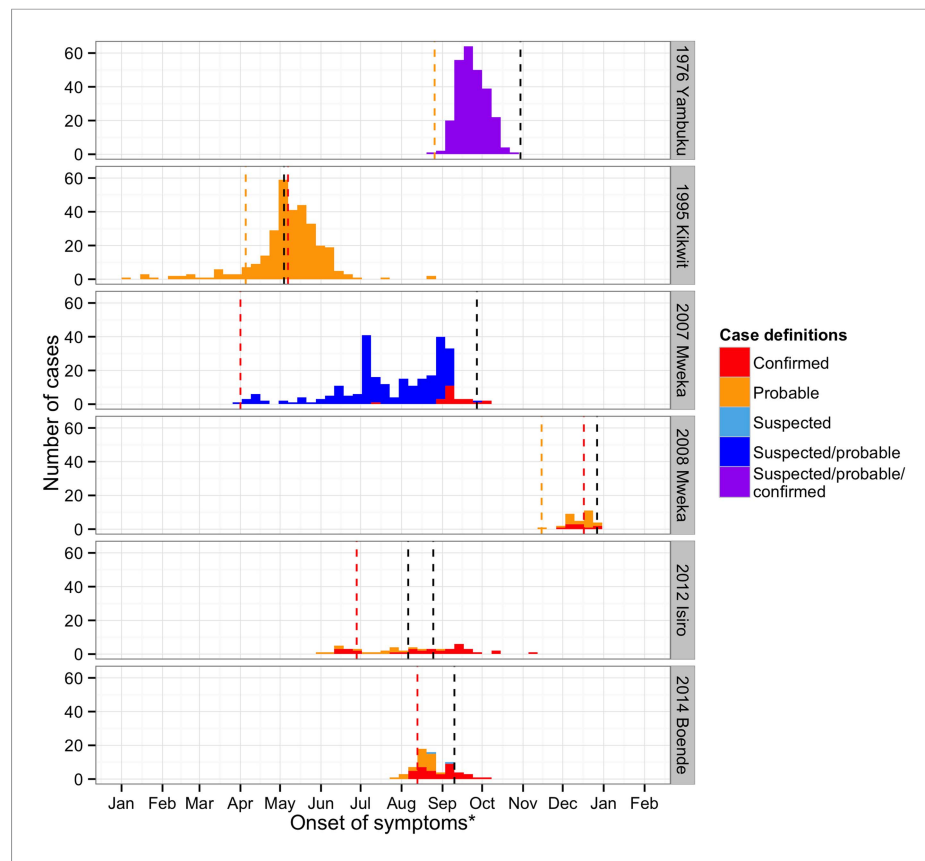 60
40
20
0
1976 Yambuku
60
40
20
0
1995 Kikwit
60
40
20
0
2007 Mweka
60
40
20
0
2008 Mweka
60
40
20
0
2012 Isiro
60
40
20
0
2014 Boende
Number of cases
Jan Feb Mar Apr May Jun Jul Aug Sep Oct Nov Dec Jan Feb
Onset of symptoms*
Case definitions
Confirmed
Probable
Suspected
Suspected/probable
Suspected/probable/
confirmed